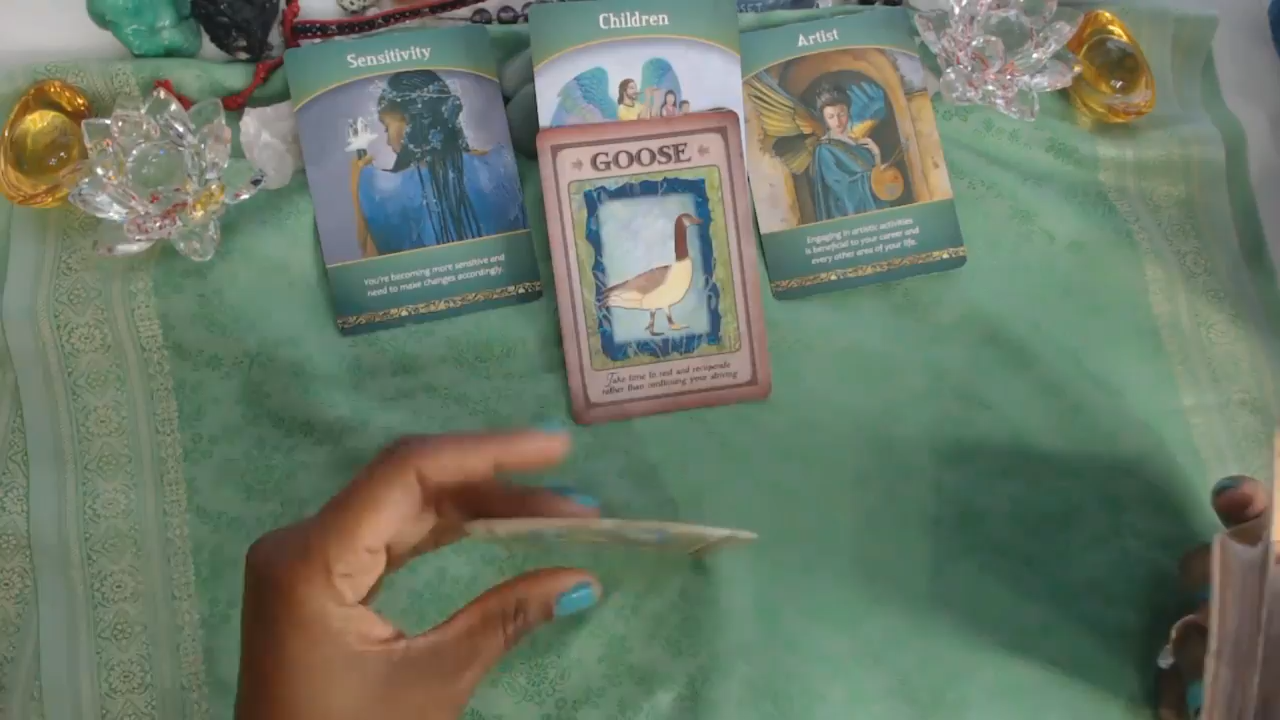 Sensitivity
You're becoming more sensitive and
need to make changes accordingly.
Children
GOOSE
Take time to rest and recuperate
rather than continuing your striving
Artist
Engaging in artistic activities
is beneficial to your career and
every other area of your life.